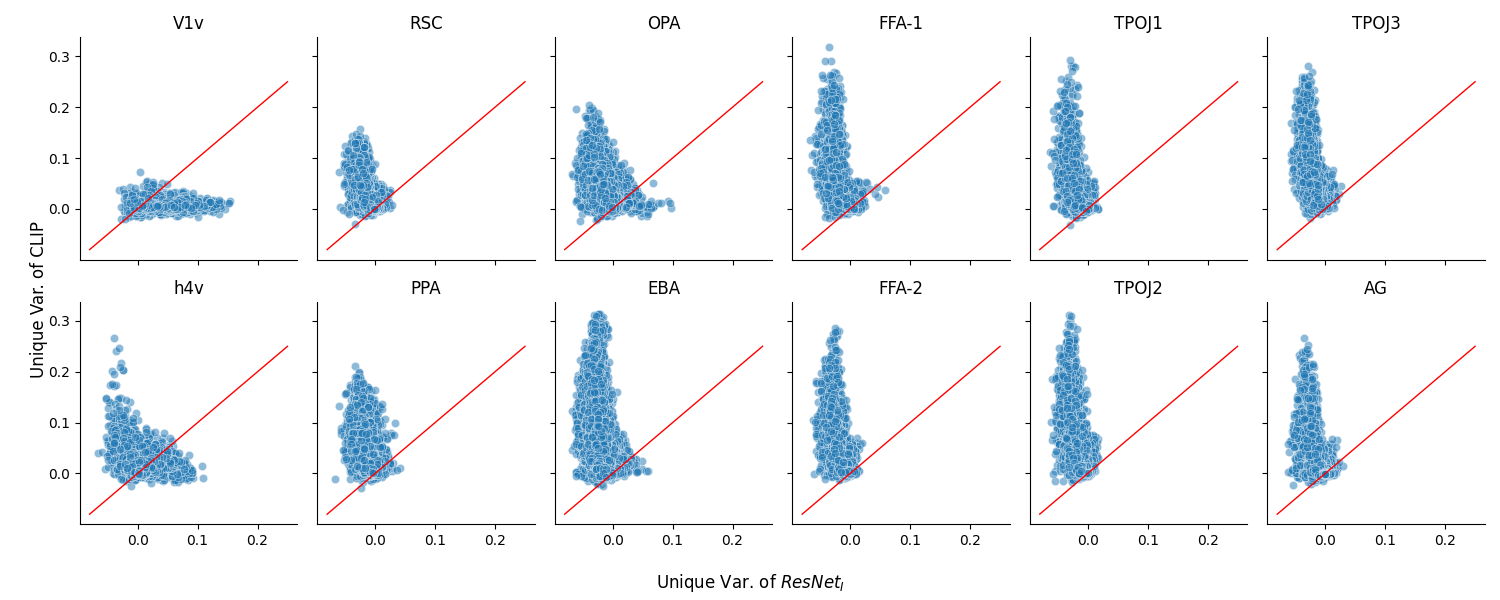 V1v RSC OPA FFA-1 TPOJ1 TPOJ3
0.3
0.2
0.1
0.0
h4v PPA EBA FFA-2 TPOJ2 AG
0.3
0.2
0.1
0.0
0.0 0.1 0.2 0.0 0.1 0.2 0.0 0.1 0.2 0.0 0.1 0.2 0.0 0.1 0.2 0.0 0.1 0.2
Unique Var. of CLIP
Unique Var. of ResNet_I